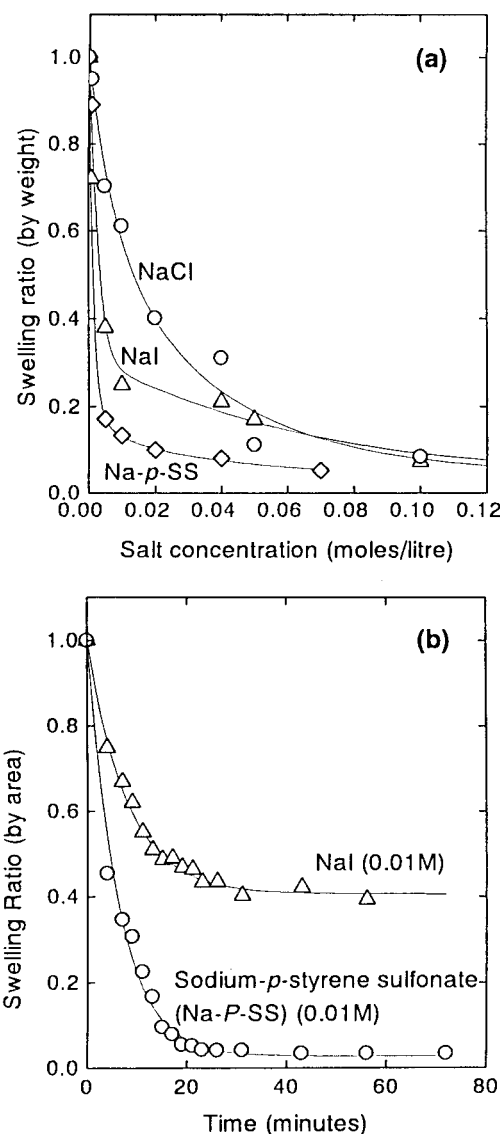 (a)
1.0
0.8
0.6
0.4
0.2
0.0
Swelling ratio (by weight)
NaCl
NaI
Na-p-SS
0.00 0.02 0.04 0.06 0.08 0.10 0.12
Salt concentration (moles/litre)
(b)
1.0
0.8
0.6
0.4
0.2
0.0
Swelling Ratio (by area)
NaI (0.01M)
Sodium-p-styrene sulfonate
(Na-P-SS) (0.01M)
0 20 40 60 80
Time (minutes)